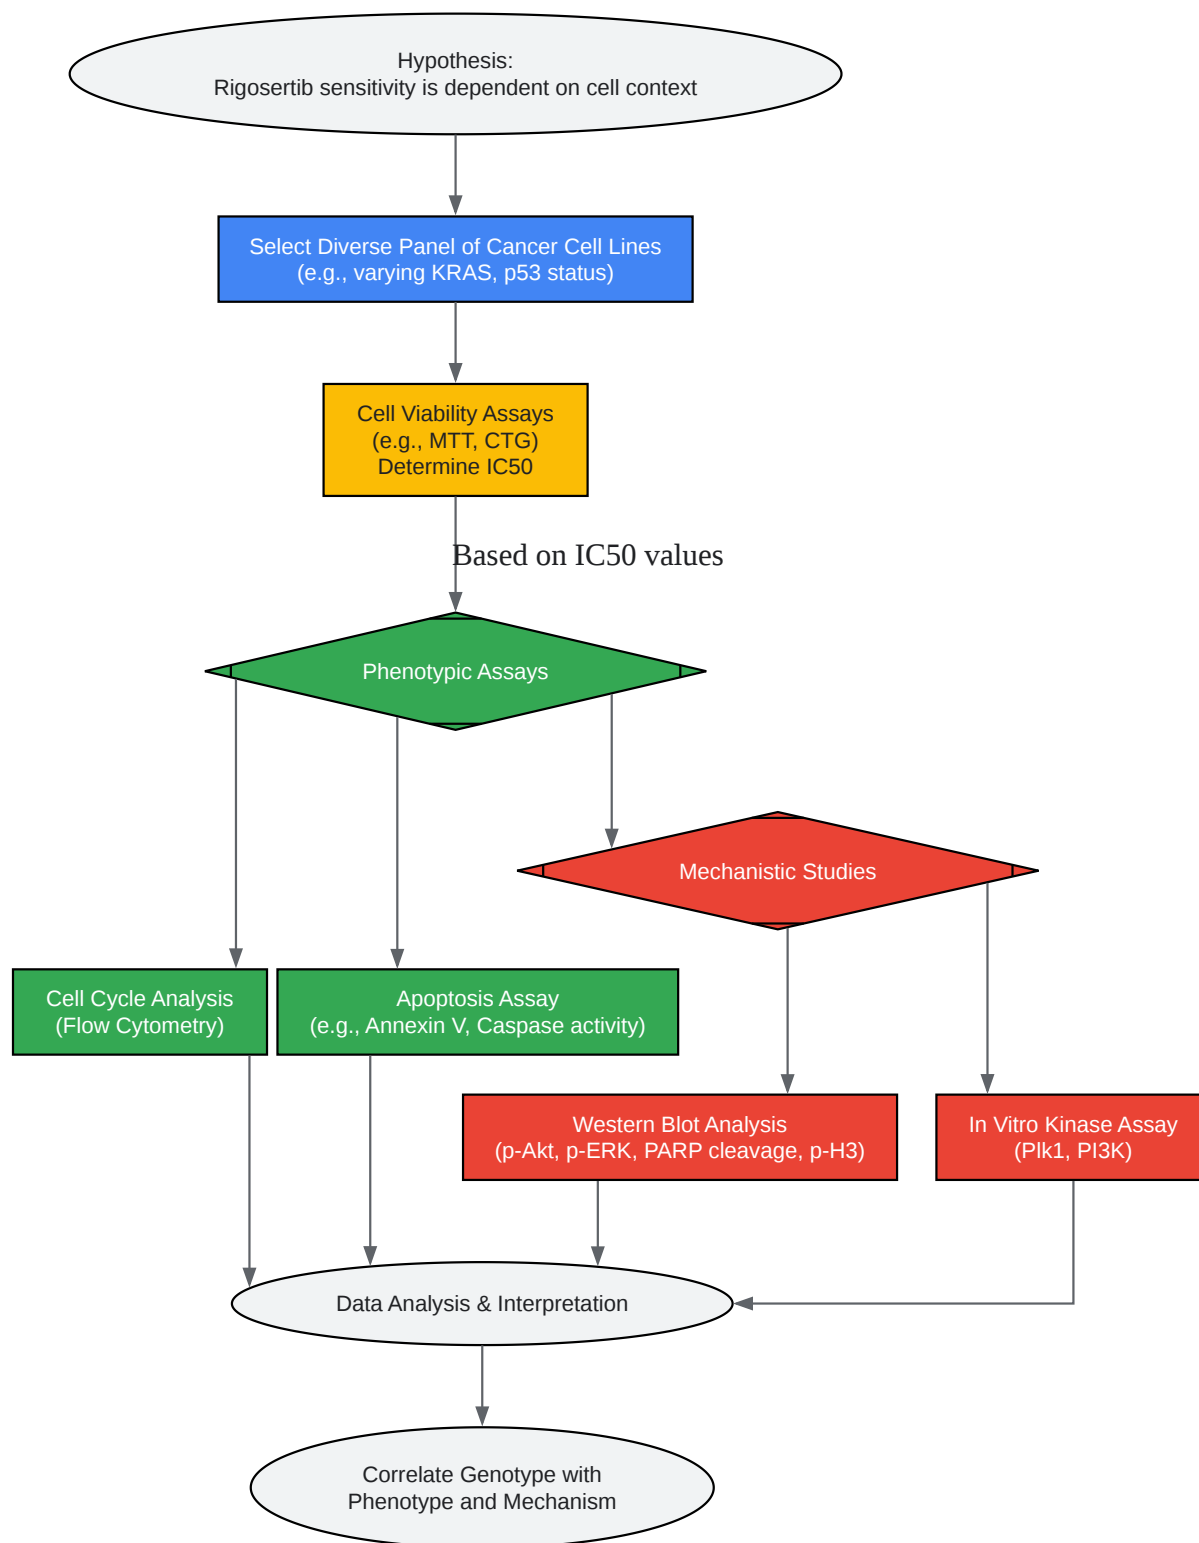 Hypothesis:
Rigosertib sensitivity is dependent on cell context
Select Diverse Panel of Cancer Cell Lines
(e.g., varying KRAS, p53 status)
Cell Viability Assays
(e.g., MTT, CTG)
Determine IC50
Based on IC50 values
Phenotypic Assays
Mechanistic Studies
Cell Cycle Analysis
(Flow Cytometry)
Apoptosis Assay
(e.g., Annexin V, Caspase activity)
Western Blot Analysis
(p-Akt, p-ERK, PARP cleavage, p-H3)
In Vitro Kinase Assay
(Plk1, PI3K)
Data Analysis & Interpretation
Correlate Genotype with
Phenotype and Mechanism